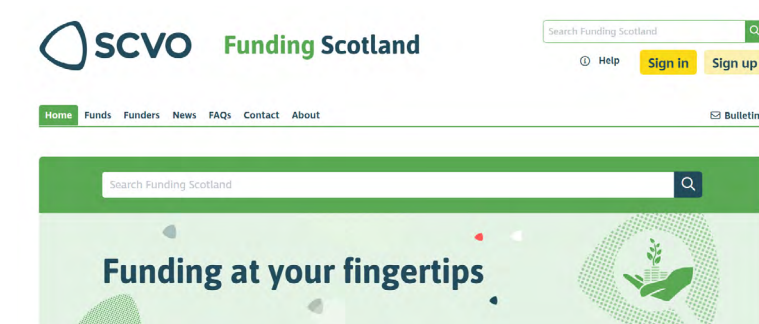 SCVO Funding Scotland
Search Funding Scotland
Help Sign in Sign up
Home Funds Funders News FAQs Contact About Bulletin
Search Funding Scotland
Funding at your fingertips